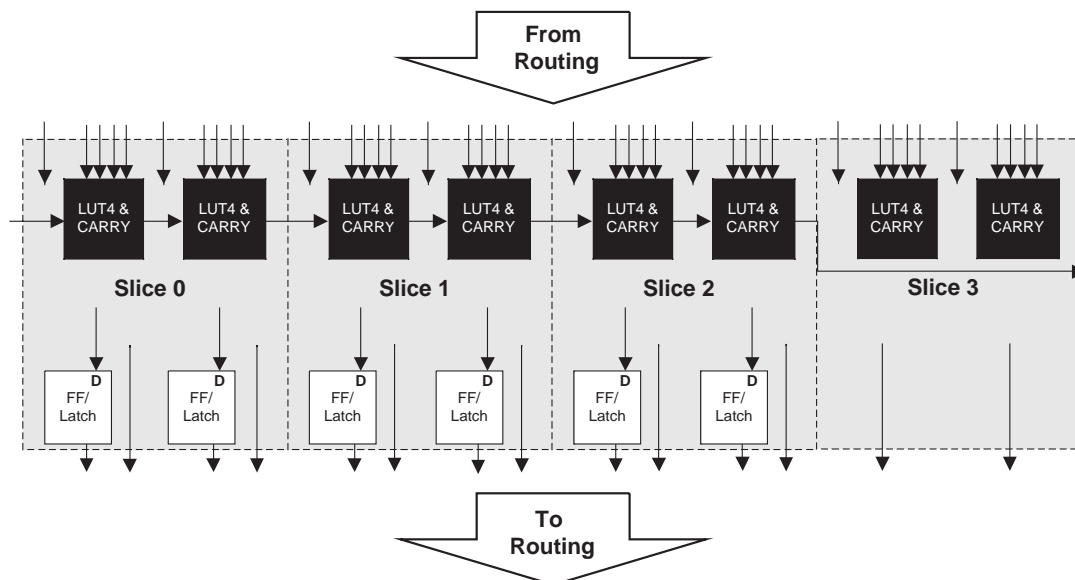 From
Routing
LUT4 &
CARRY
LUT4 &
CARRY
LUT4 &
CARRY
LUT4 &
CARRY
LUT4 &
CARRY
LUT4 &
CARRY
LUT4 &
CARRY
LUT4 &
CARRY
Slice 0
Slice 1
Slice 2
Slice 3
D
FF/
Latch
D
FF/
Latch
D
FF/
Latch
D
FF/
Latch
D
FF/
Latch
D
FF/
Latch
To
Routing